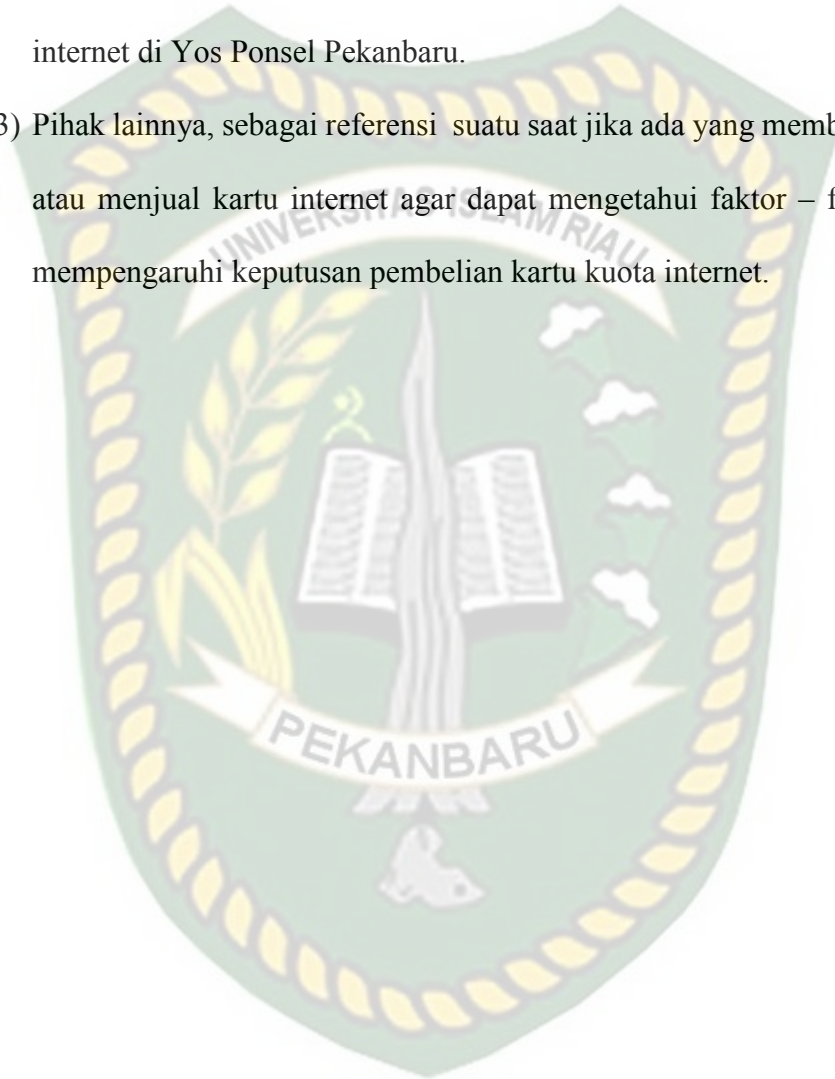 internet di Yos Ponsel Pekanbaru.
3) Pihak lainnya, sebagai referensi suatu saat jika ada yang memb
atau menjual kartu internet agar dapat mengetahui faktor – f
mempengaruhi keputusan pembelian kartu kuota internet.
UNIVERSITAS ISLAM RIAU
PEKANBARU